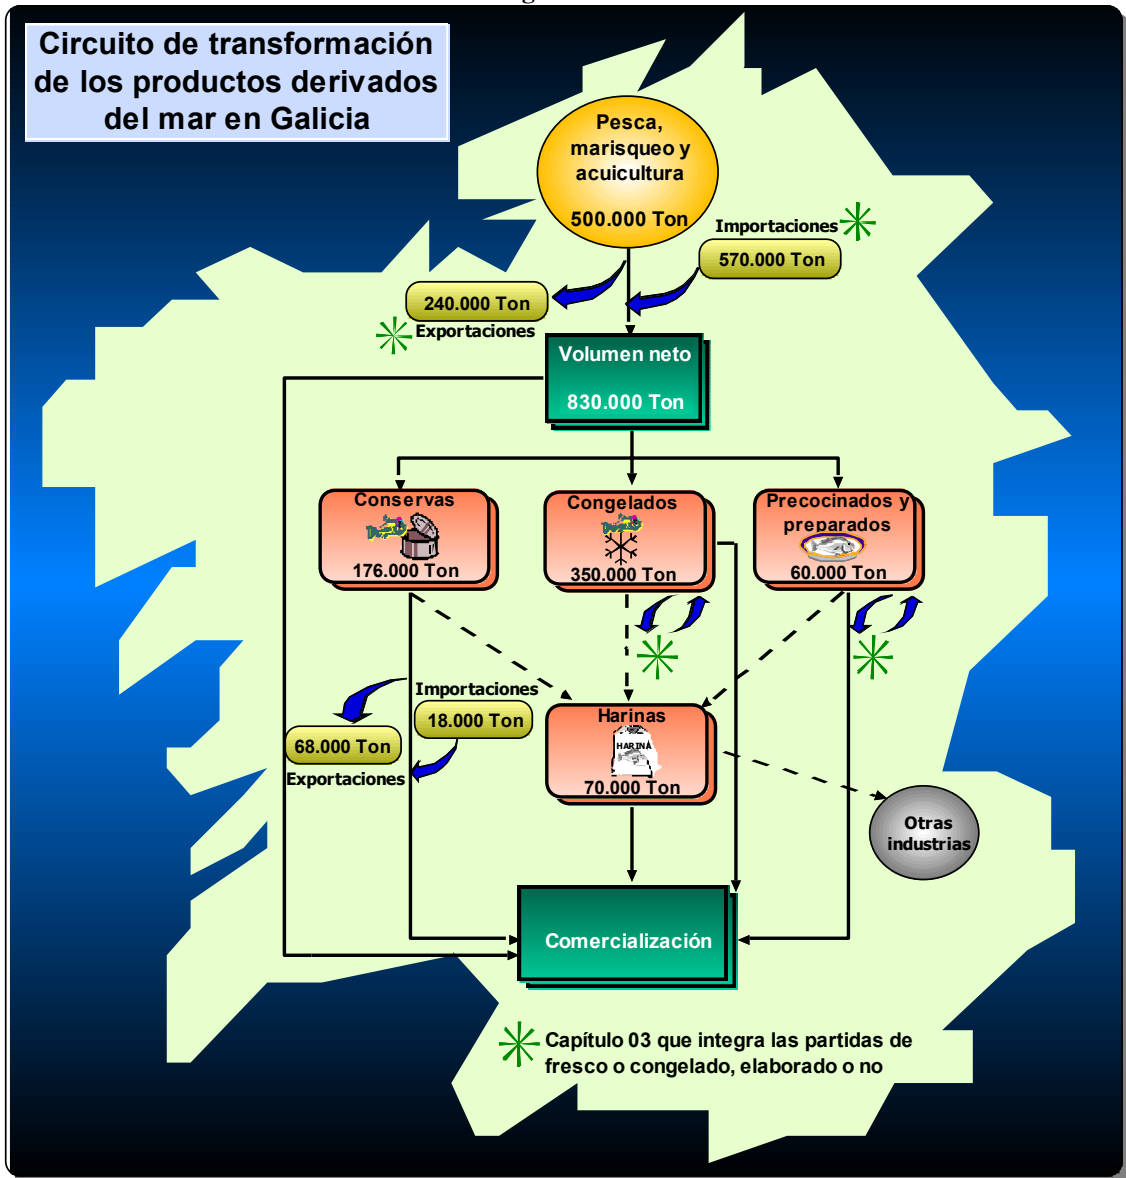 Circuito de transformación
de los productos derivados
del mar en Galicia
Pesca,
marisqueo y
acuicultura
500.000 Ton
Importaciones
570.000 Ton
240.000 Ton
Exportaciones
Volumen neto
830.000 Ton
Conservas
176.000 Ton
Congelados
350.000 Ton
Precocinados y
preparados
60.000 Ton
Importaciones
18.000 Ton
68.000 Ton
Exportaciones
Harinas
HARINA
70.000 Ton
Otras
industrias
Comercialización
Capítulo 03 que integra las partidas de
fresco o congelado, elaborado o no